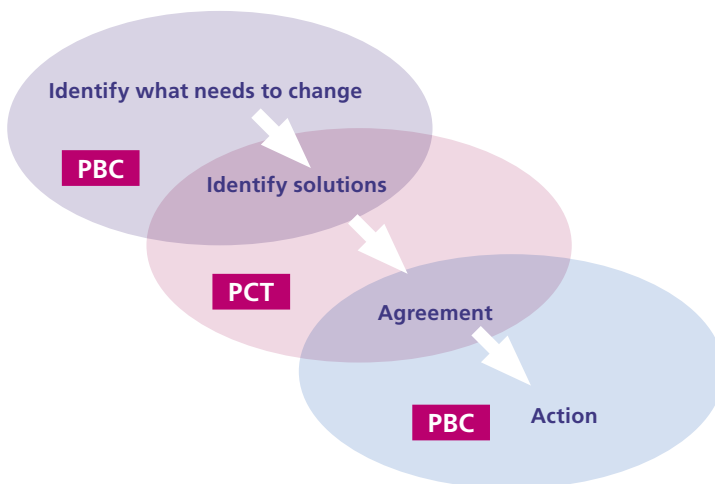 Identify what needs to change
PBC
Identify solutions
PCT
Agreement
PBC
Action